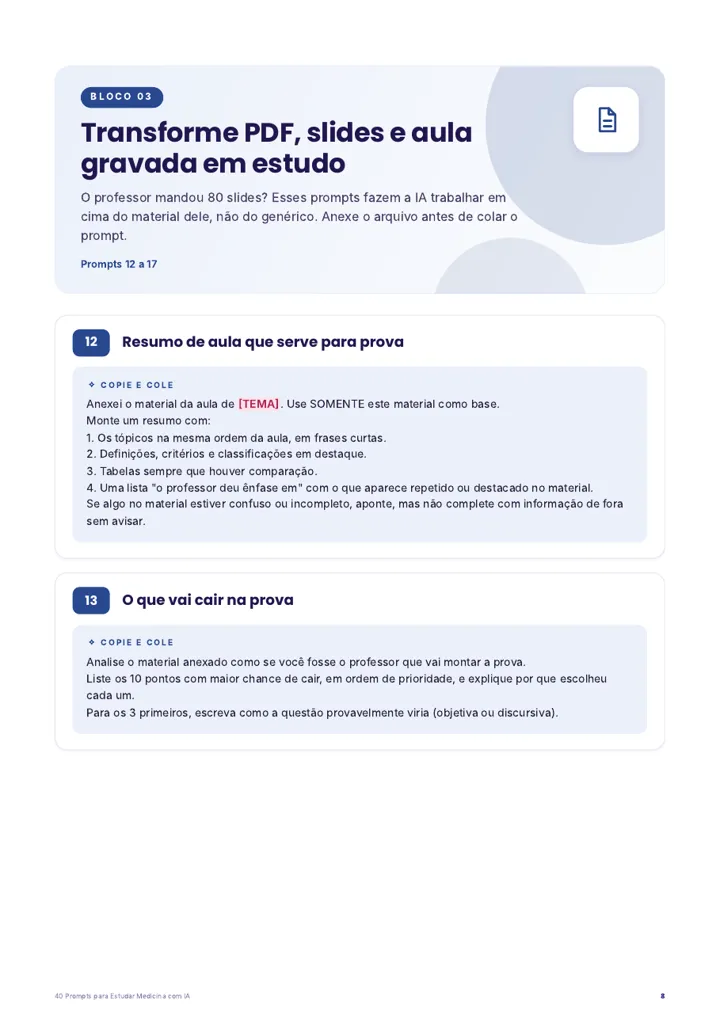 BLOCO 03
Transforme PDF, slides e aula
gravada em estudo
O professor mandou 80 slides? Esses prompts fazem a IA trabalhar em
cima do material dele, não do genérico. Anexe o arquivo antes de colar o
prompt.
Prompts 12 a 17
12
Resumo de aula que serve para prova
COPIE E COLE
Anexei o material da aula de [TEMA]. Use SOMENTE este material como base.
Monte um resumo com:
1. Os tópicos na mesma ordem da aula, em frases curtas.
2. Definições, critérios e classificações em destaque.
3. Tabelas sempre que houver comparação.
4. Uma lista "o professor deu ênfase em" com o que aparece repetido ou destacado no material.
Se algo no material estiver confuso ou incompleto, aponte, mas não complete com informação de fora
sem avisar.
13
O que vai cair na prova
COPIE E COLE
Analise o material anexado como se você fosse o professor que vai montar a prova.
Liste os 10 pontos com maior chance de cair, em ordem de prioridade, e explique por que escolheu
cada um.
Para os 3 primeiros, escreva como a questão provavelmente viria (objetiva ou discursiva).
40 Prompts para Estudar Medicina com IA
8